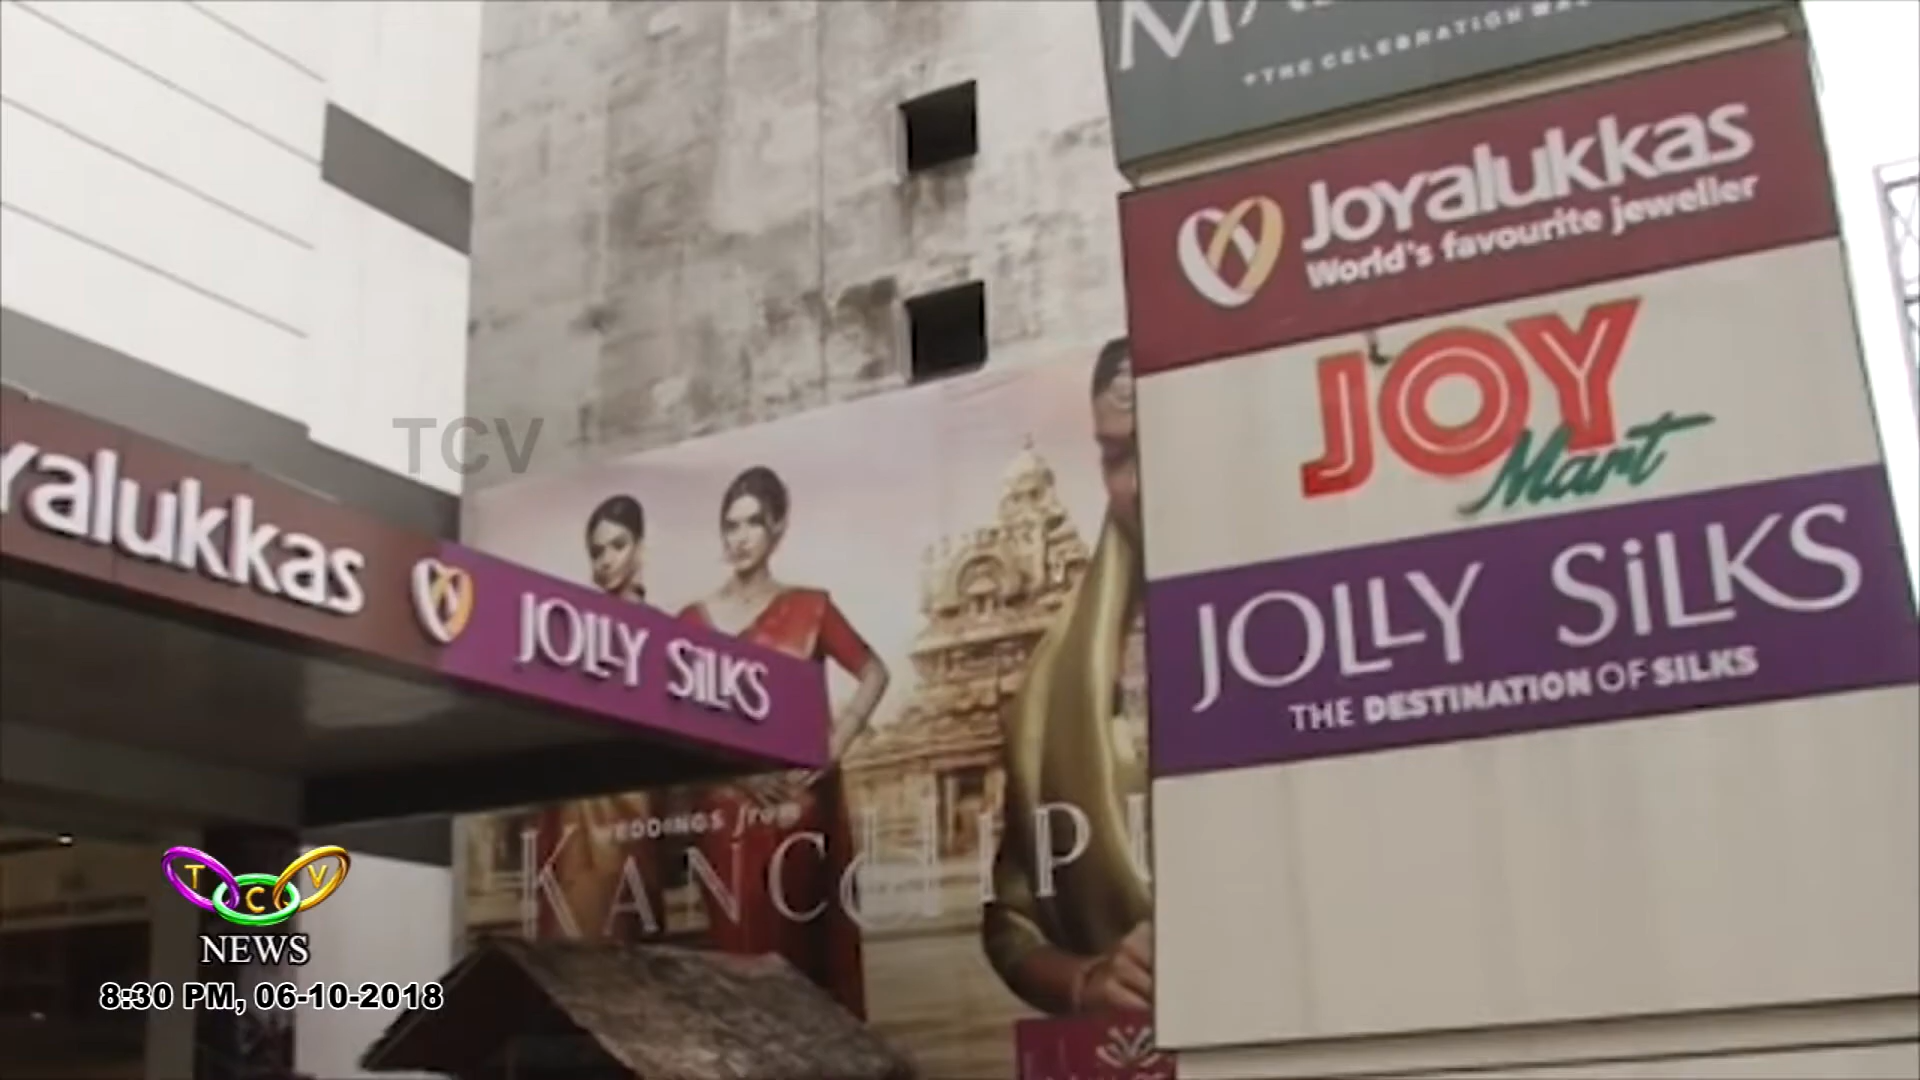 +THE CELEBRATION
Joyalukkas
World's favourite jeweller
JOY
Mart
JOLLY SiLKS
THE DESTINATION OF SILKS
yalukkas
JOLLY SiLKS
TCV
WEDDINGS from
KANCHIPU
TCV
NEWS
8:30 PM, 06-10-2018